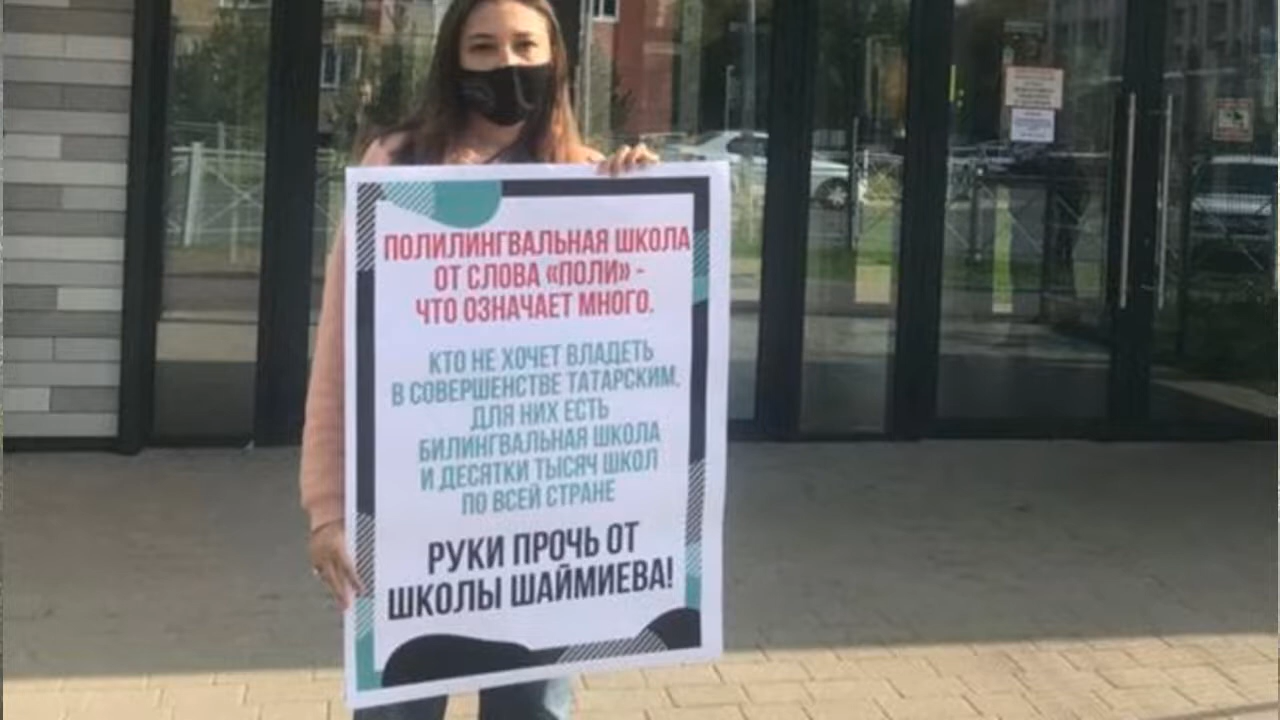 ПОЛИЛИНГВАЛЬНАЯ ШКОЛА
ОТ СЛОВА «ПОЛИ» -
ЧТО ОЗНАЧАЕТ МНОГО.
КТО НЕ ХОЧЕТ ВЛАДЕТЬ
В СОВЕРШЕНСТВЕ ТАТАРСКИМ,
ДЛЯ НИХ ЕСТЬ
БИЛИНГВАЛЬНАЯ ШКОЛА
И ДЕСЯТКИ ТЫСЯЧ ШКОЛ
ПО ВСЕЙ СТРАНЕ
РУКИ ПРОЧЬ ОТ
ШКОЛЫ ШАЙМИЕВА!